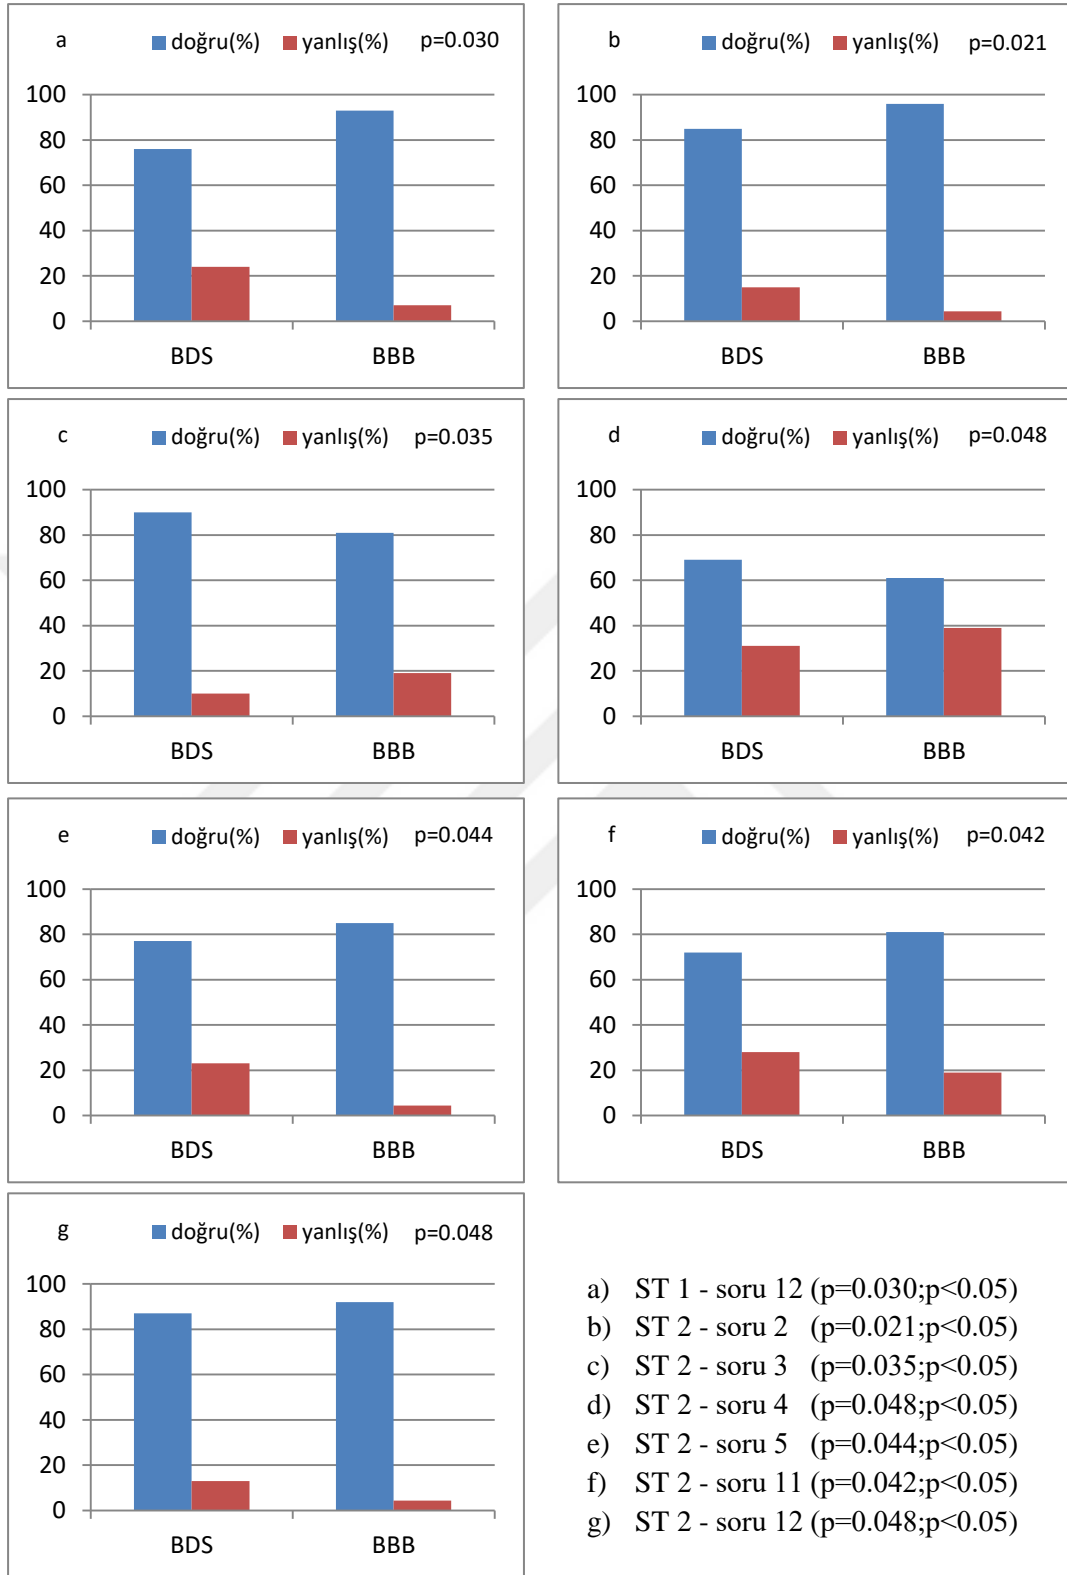 a doğru(%) yanlış(%) p=0.030
100
80
60
40
20
0
BDS BBB
b doğru(%) yanlış(%) p=0.021
100
80
60
40
20
0
BDS BBB
c doğru(%) yanlış(%) p=0.035
100
80
60
40
20
0
BDS BBB
d doğru(%) yanlış(%) p=0.048
100
80
60
40
20
0
BDS BBB
e doğru(%) yanlış(%) p=0.044
100
80
60
40
20
0
BDS BBB
f doğru(%) yanlış(%) p=0.042
100
80
60
40
20
0
BDS BBB
g doğru(%) yanlış(%) p=0.048
100
80
60
40
20
0
BDS BBB
a) ST 1 - soru 12 (p=0.030;p<0.05)
b) ST 2 - soru 2 (p=0.021;p<0.05)
c) ST 2 - soru 3 (p=0.035;p<0.05)
d) ST 2 - soru 4 (p=0.048;p<0.05)
e) ST 2 - soru 5 (p=0.044;p<0.05)
f) ST 2 - soru 11 (p=0.042;p<0.05)
g) ST 2 - soru 12 (p=0.048;p<0.05)